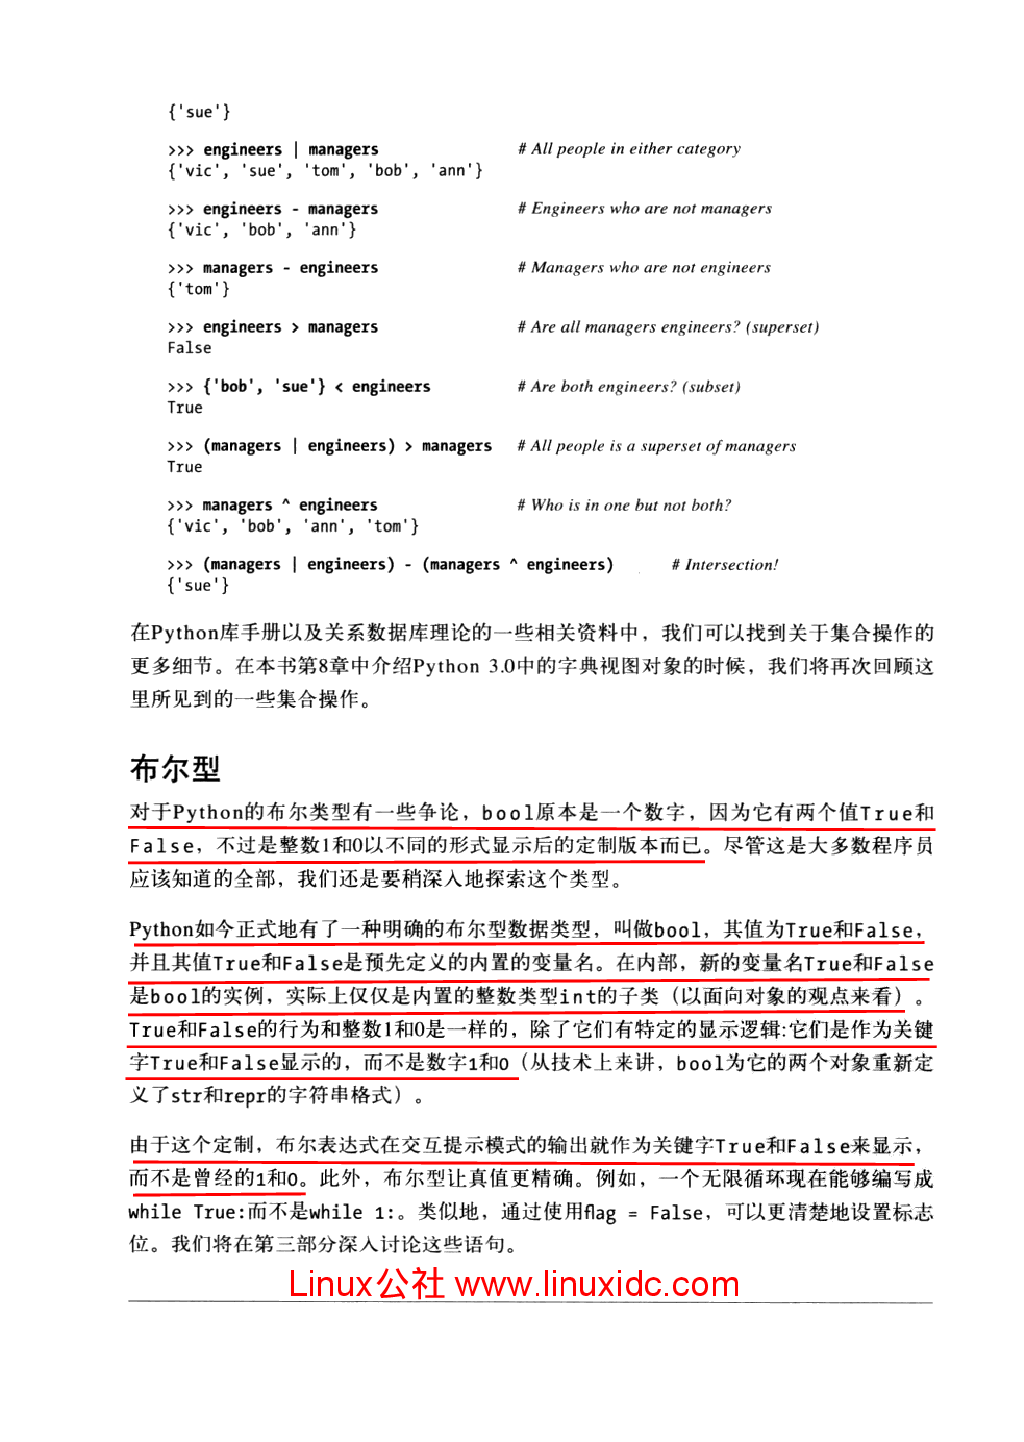 {'sue'}
>>> engineers | managers # All people in either category
{'vic', 'sue', 'tom', 'bob', 'ann'}
>>> engineers - managers # Engineers who are not managers
{'vic', 'bob', 'ann'}
>>> managers - engineers # Managers who are not engineers
{'tom'}
>>> engineers > managers # Are all managers engineers? (superset)
False
>>> {'bob', 'sue'} < engineers # Are both engineers? (subset)
True
>>> (managers | engineers) > managers # All people is a superset of managers
True
>>> managers ^ engineers # Who is in one but not both?
{'vic', 'bob', 'ann', 'tom'}
>>> (managers | engineers) - (managers ^ engineers) # Intersection!
{'sue'}
在Python库手册以及关系数据库理论的一些相关资料中，我们可以找到关于集合操作的
更多细节。在本书第8章中介绍Python 3.0中的字典视图对象的时候，我们将再次回顾这
里所见到的一些集合操作。
布尔型
对于Python的布尔类型有一些争论，bool原本是一个数字，因为它有两个值True和
False，不过是整数1和0以不同的形式显示后的定制版本而已。尽管这是大多数程序员
应该知道的全部，我们还是要稍深入地探索这个类型。
Python如今正式地有了一种明确的布尔型数据类型，叫做bool，其值为True和False，
并且其值True和False是预先定义的内置的变量名。在内部，新的变量名True和False
是bool的实例，实际上仅仅是内置的整数类型int的子类（以面向对象的观点来看）。
True和False的行为和整数1和0是一样的，除了它们有特定的显示逻辑:它们是作为关键
字True和False显示的，而不是数字1和0（从技术上来讲，bool为它的两个对象重新定
义了str和repr的字符串格式）。
由于这个定制，布尔表达式在交互提示模式的输出就作为关键字True和False来显示，
而不是曾经的1和0。此外，布尔型让真值更精确。例如，一个无限循环现在能够编写成
while True:而不是while 1:。类似地，通过使用flag = False，可以更清楚地设置标志
位。我们将在第三部分深入讨论这些语句。
Linux公社 www.linuxidc.com